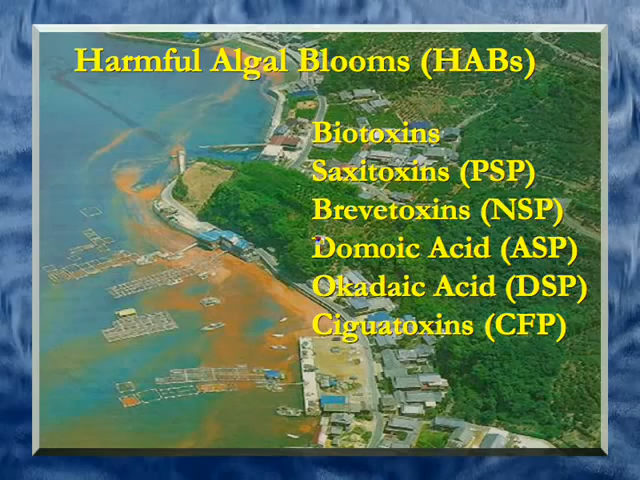 Harmful Algal Blooms (HABs)
Biotoxins
Saxitoxins (PSP)
Brevetoxins (NSP)
Domoic Acid (ASP)
Okadaic Acid (DSP)
Ciguatoxins (CFP)